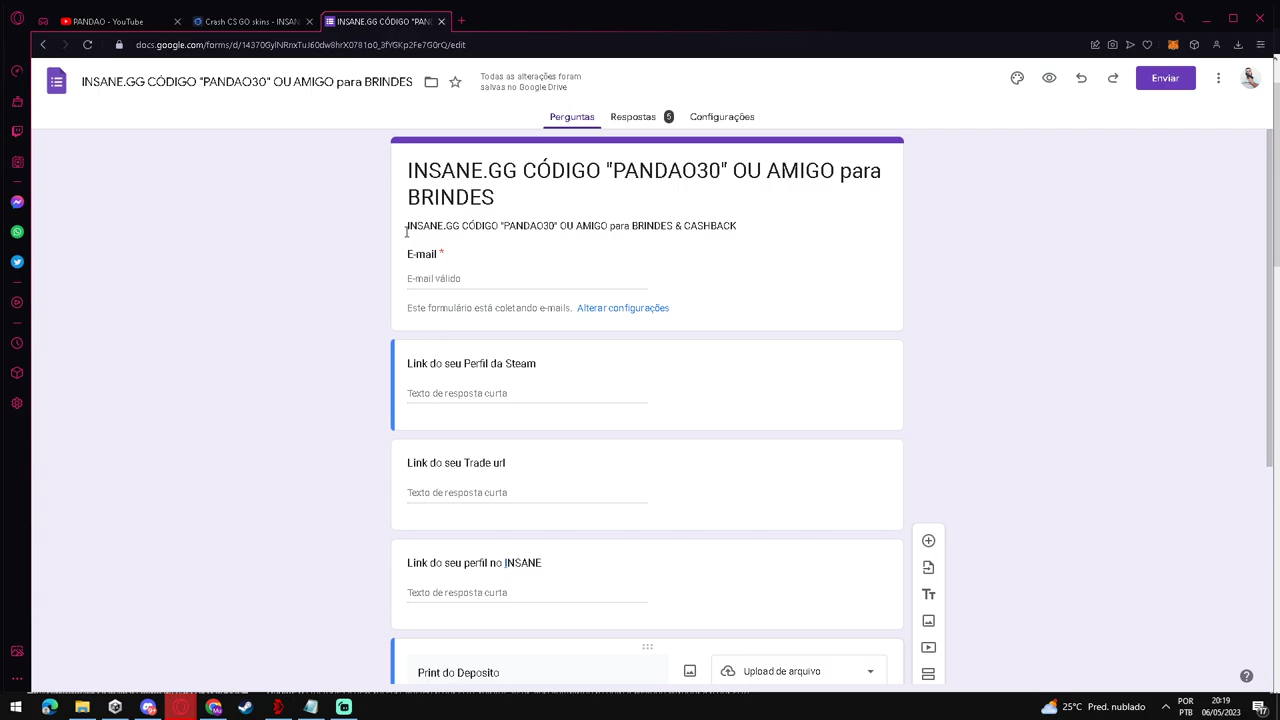 PANDAO - YouTube
Crash CS GO skins - INSAN
INSANE.GG CÓDIGO "PAN
docs.google.com/forms/d/14370GylNRnxTuJ60dw8hrX0781o0_3fYGKp2Fe7G0rQ/edit
INSANE.GG CÓDIGO "PANDAO30" OU AMIGO para BRINDES
Todas as alterações foram
salvas no Google Drive
Enviar
Perguntas
Respostas 5
Configurações
INSANE.GG CÓDIGO "PANDAO30" OU AMIGO para
BRINDES
INSANE.GG CÓDIGO "PANDAO30" OU AMIGO para BRINDES & CASHBACK
E-mail *
E-mail válido
Este formulário está coletando e-mails. Alterar configurações
Link do seu Perfil da Steam
Texto de resposta curta
Link do seu Trade url
Texto de resposta curta
Link do seu perfil no INSANE
Texto de resposta curta
Print do Deposito
Upload de arquivo
25°C Pred. nublado
POR
PTB
20:19
06/05/2023
17